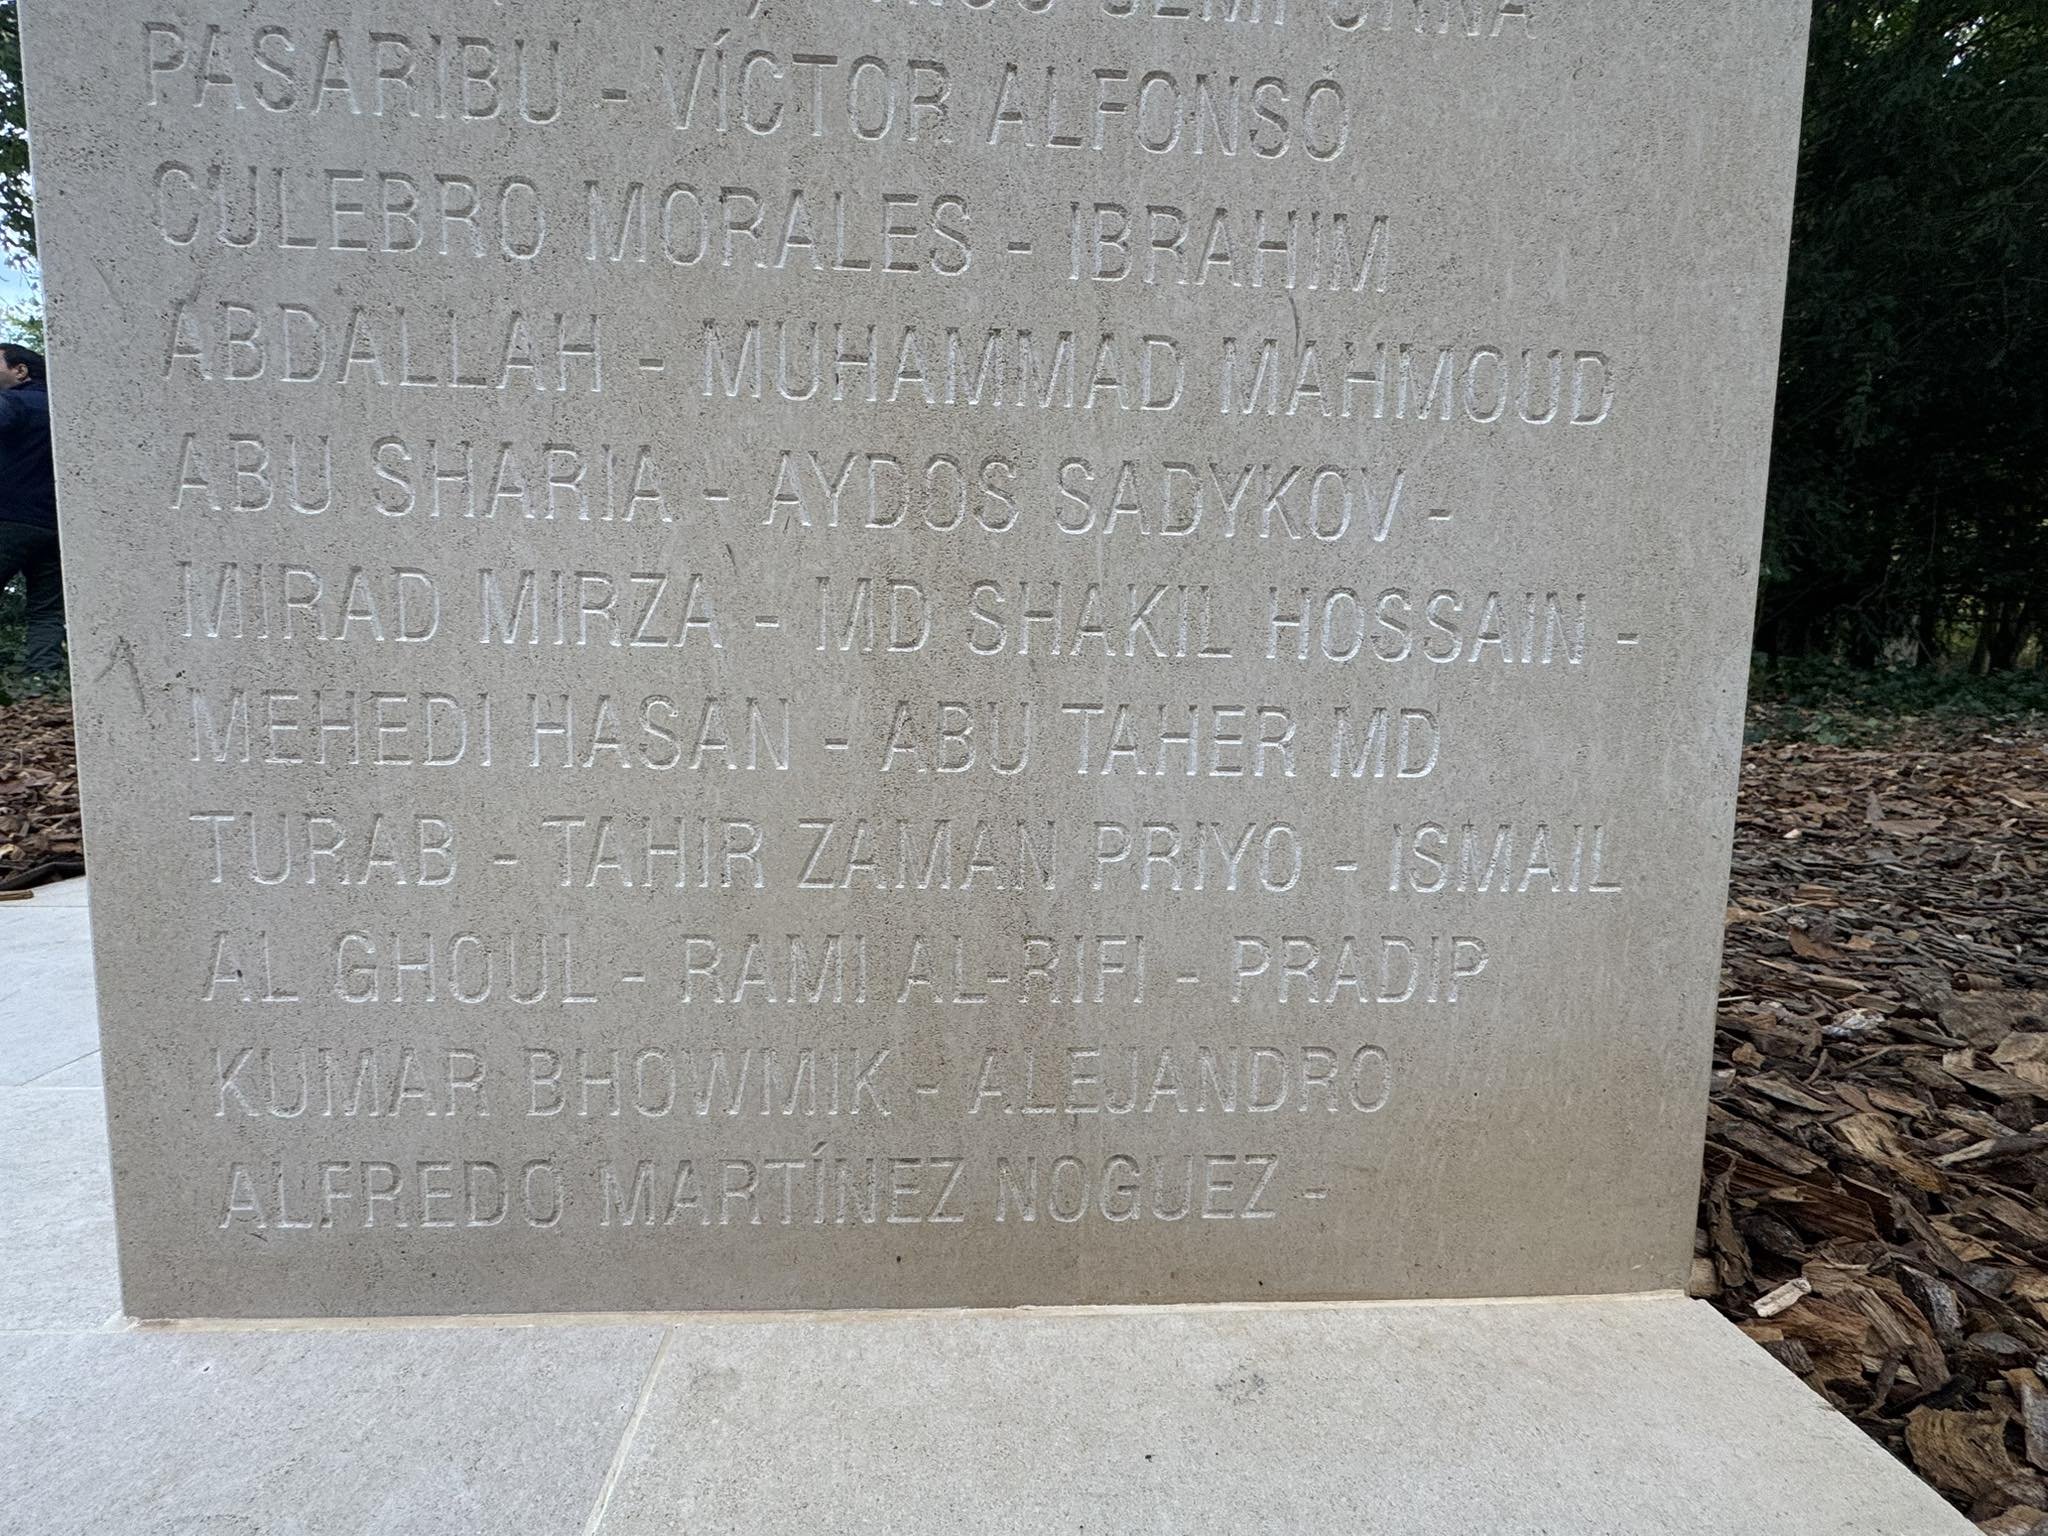 SEMPURNA
PASARIBU - VÍCTOR ALFONSO
CULEBRO MORALES - IBRAHIM
ABDALLAH - MUHAMMAD MAHMOUD
ABU SHARIA - AYDOS SADYKOV -
MIRAD MIRZA - MD SHAKIL HOSSAIN -
MEHEDI HASAN - ABU TAHER MD
TURAB - TAHIR ZAMAN PRIYO - ISMAIL
AL GHOUL - RAMI AL-RIFI - PRADIP
KUMAR BHOWMIK - ALEJANDRO
ALFREDO MARTÍNEZ NOGUEZ -